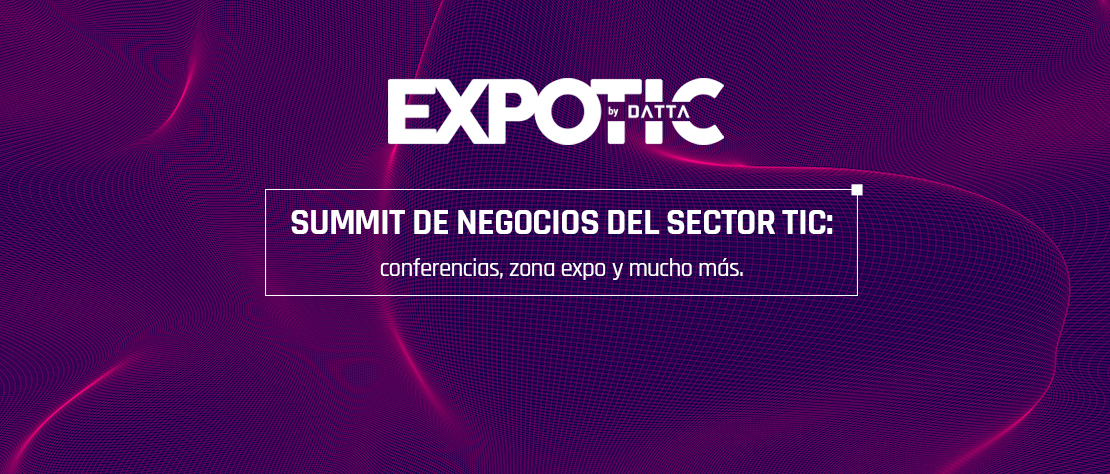 EXPOTIC
by DATTA
SUMMIT DE NEGOCIOS DEL SECTOR TIC:
conferencias, zona expo y mucho más.